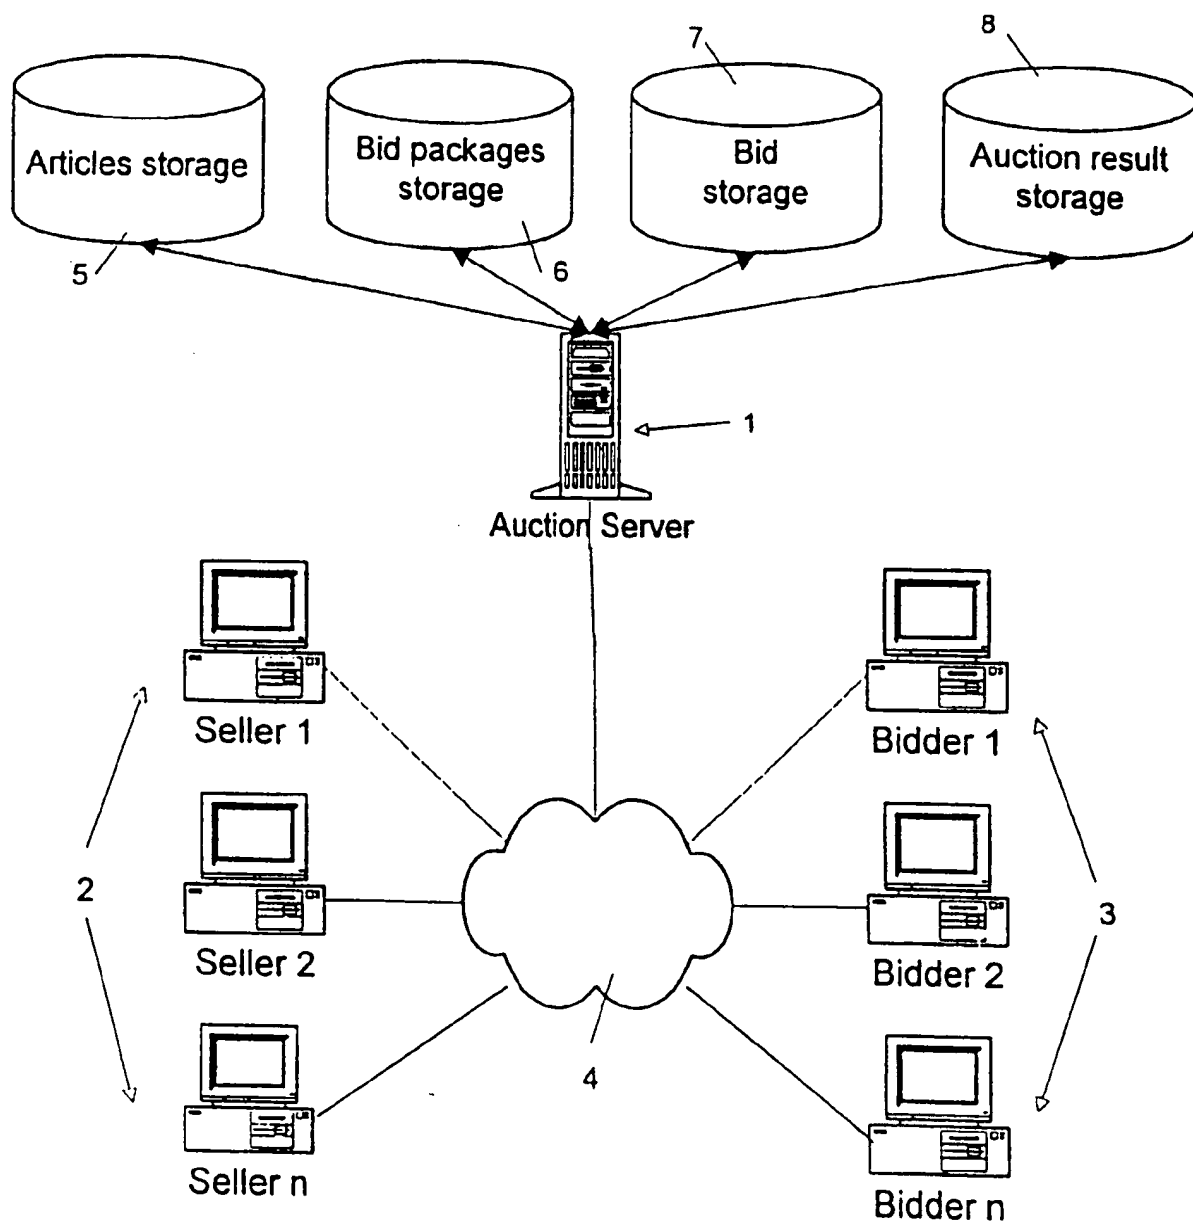 7
8
Articles storage
Bid packages
storage
Bid
storage
Auction result
storage
5
6
1
Auction Server
Seller 1
Bidder 1
2
Seller 2
Bidder 2
3
4
Seller n
Bidder n